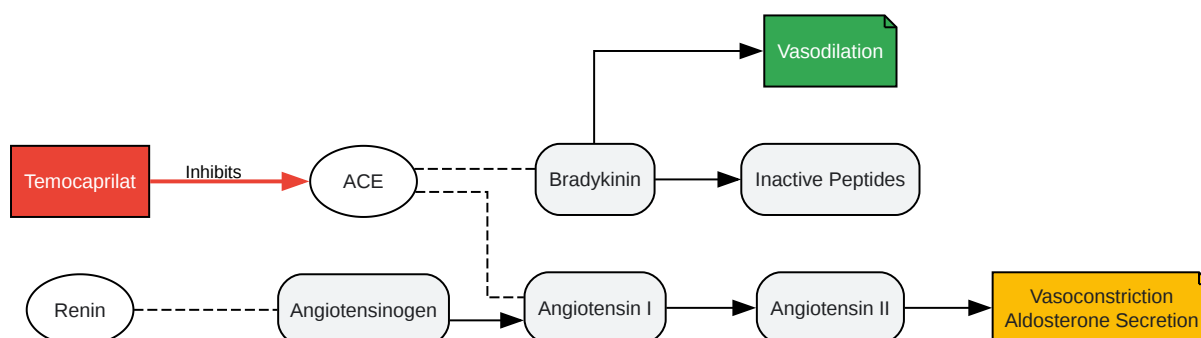 Vasodilation
Temocaprilat
Inhibits
ACE
Bradykinin
Inactive Peptides
Renin
Angiotensinogen
Angiotensin I
Angiotensin II
Vasoconstriction
Aldosterone Secretion